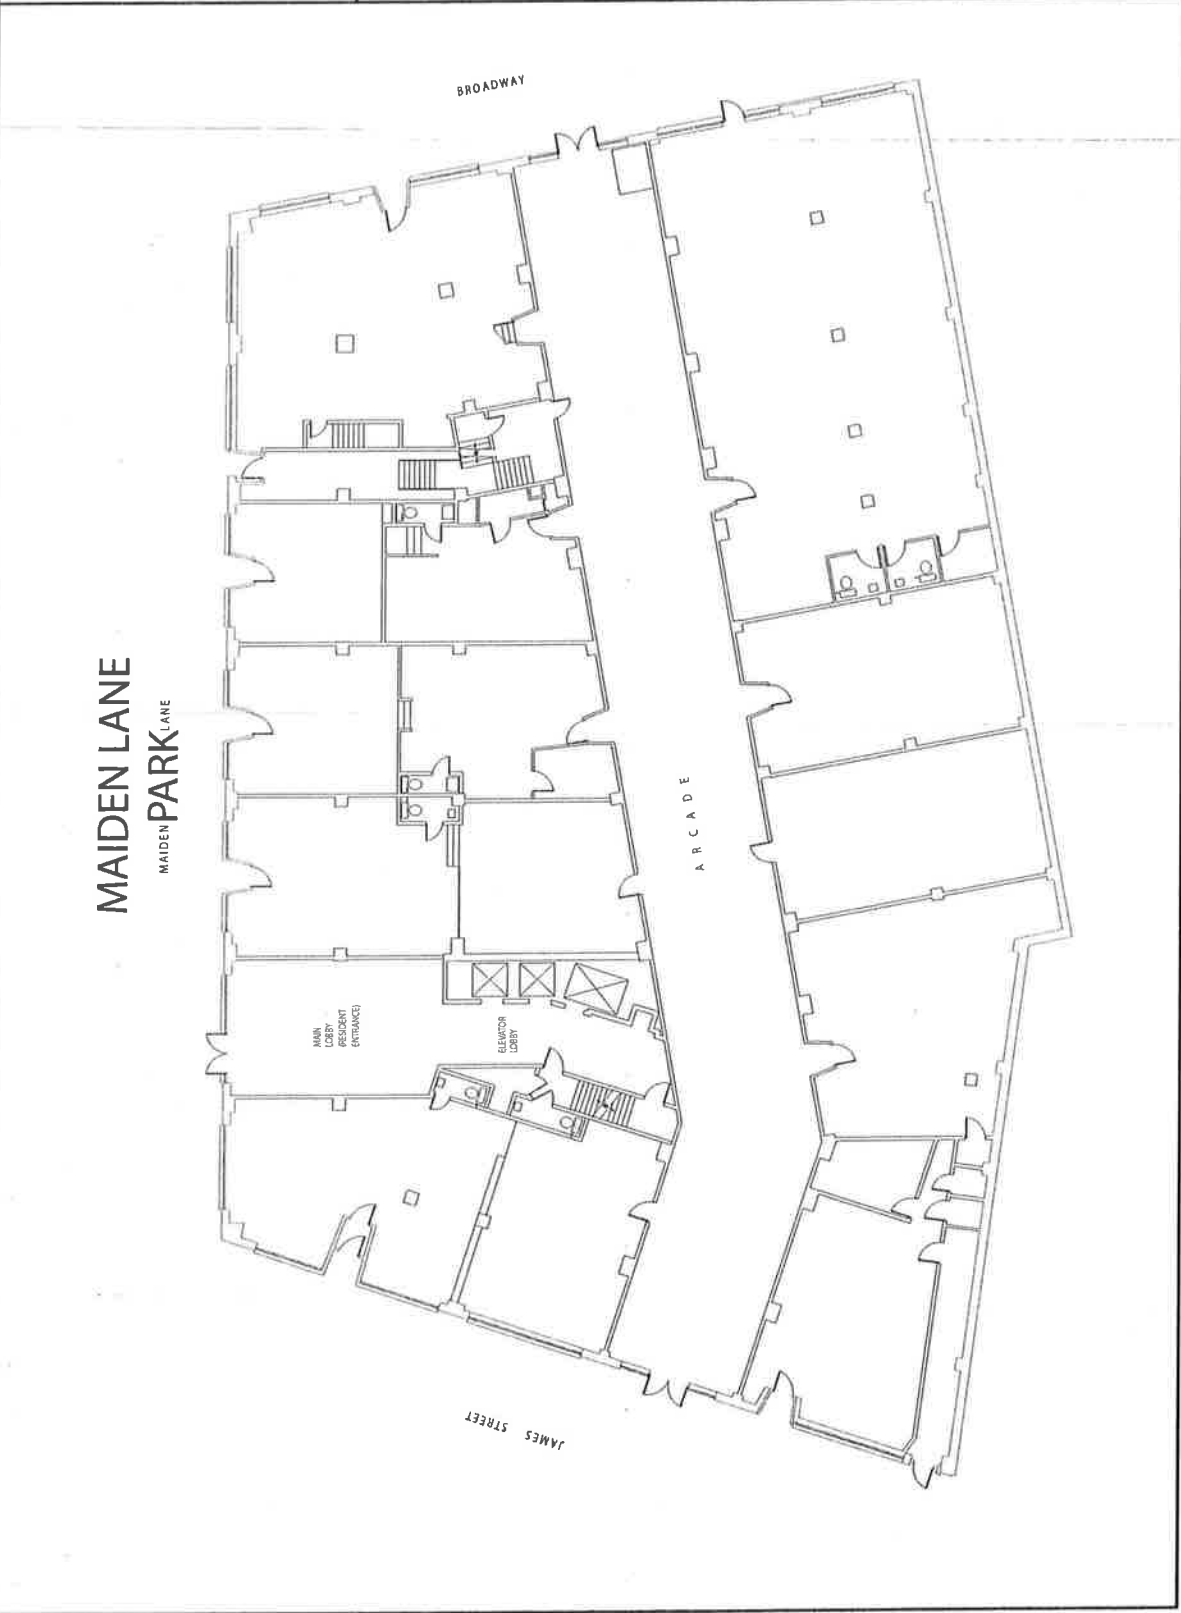 BROADWAY
MAIDEN LANE
MAIDEN PARK LANE
ARCADE
MAIN
LOBBY
(RESIDENT
ENTRANCE)
ELEVATOR
LOBBY
JAMES STREET